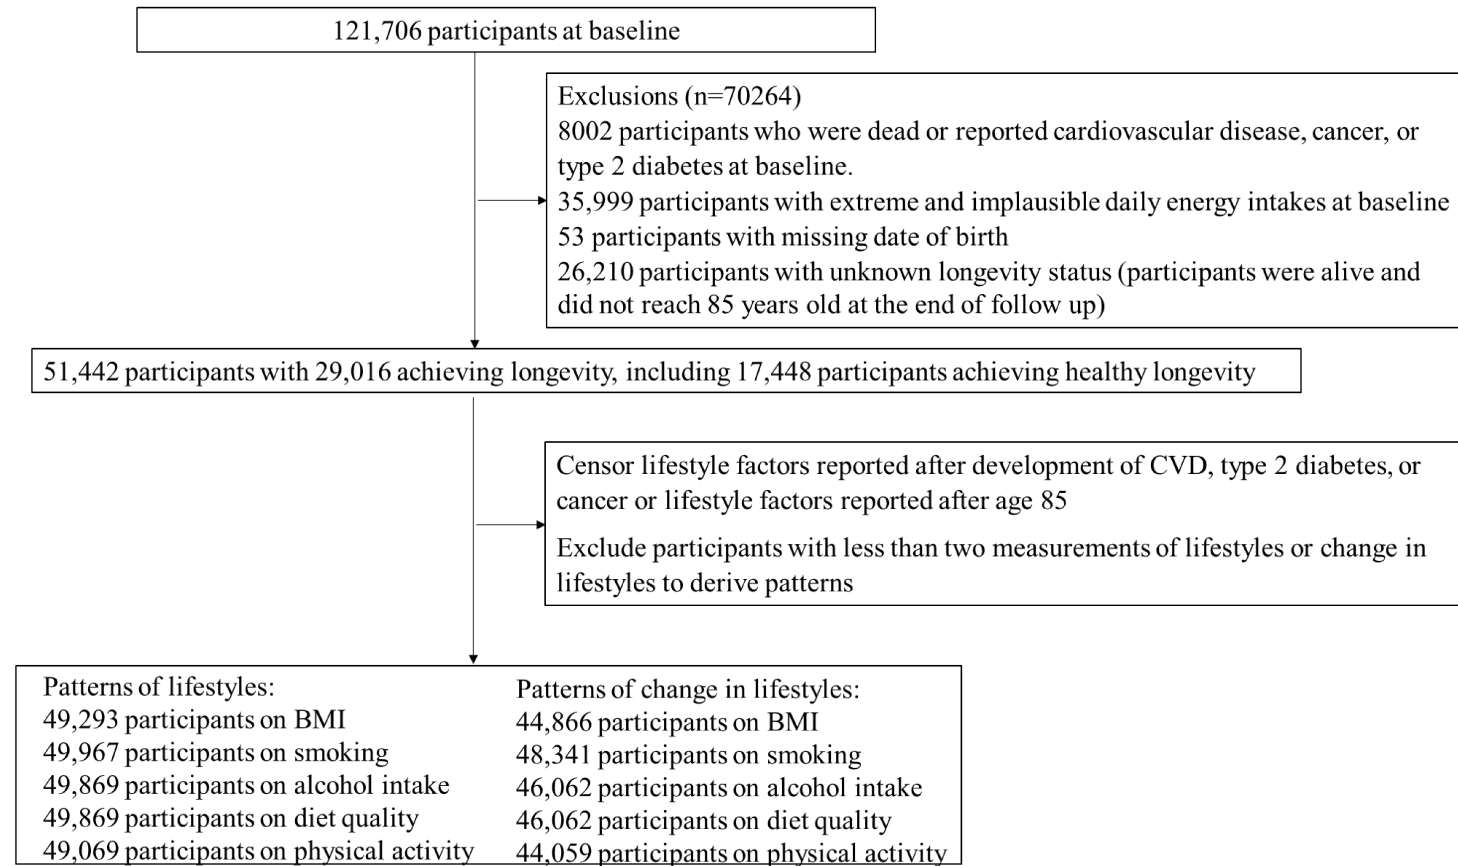 121,706 participants at baseline
Exclusions (n=70264)
8002 participants who were dead or reported cardiovascular disease, cancer, or
type 2 diabetes at baseline.
35,999 participants with extreme and implausible daily energy intakes at baseline
53 participants with missing date of birth
26,210 participants with unknown longevity status (participants were alive and
did not reach 85 years old at the end of follow up)
51,442 participants with 29,016 achieving longevity, including 17,448 participants achieving healthy longevity
Censor lifestyle factors reported after development of CVD, type 2 diabetes, or
cancer or lifestyle factors reported after age 85
Exclude participants with less than two measurements of lifestyles or change in
lifestyles to derive patterns
Patterns of lifestyles:
49,293 participants on BMI
49,967 participants on smoking
49,869 participants on alcohol intake
49,869 participants on diet quality
49,069 participants on physical activity
Patterns of change in lifestyles:
44,866 participants on BMI
48,341 participants on smoking
46,062 participants on alcohol intake
46,062 participants on diet quality
44,059 participants on physical activity